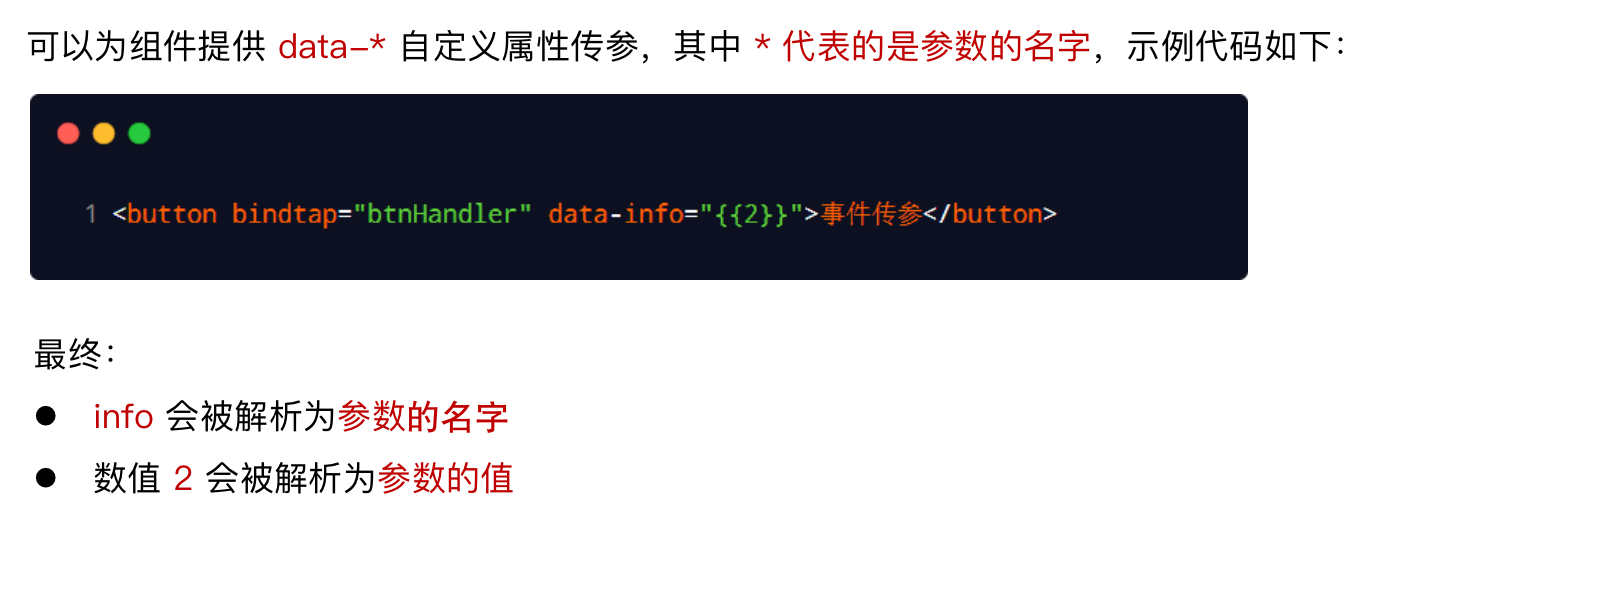 可以为组件提供 data-* 自定义属性传参，其中 * 代表的是参数的名字，示例代码如下：
1 <button bindtap="btnHandler" data-info="{{2}}">事件传参</button>
最终：
● info 会被解析为参数的名字
● 数值 2 会被解析为参数的值